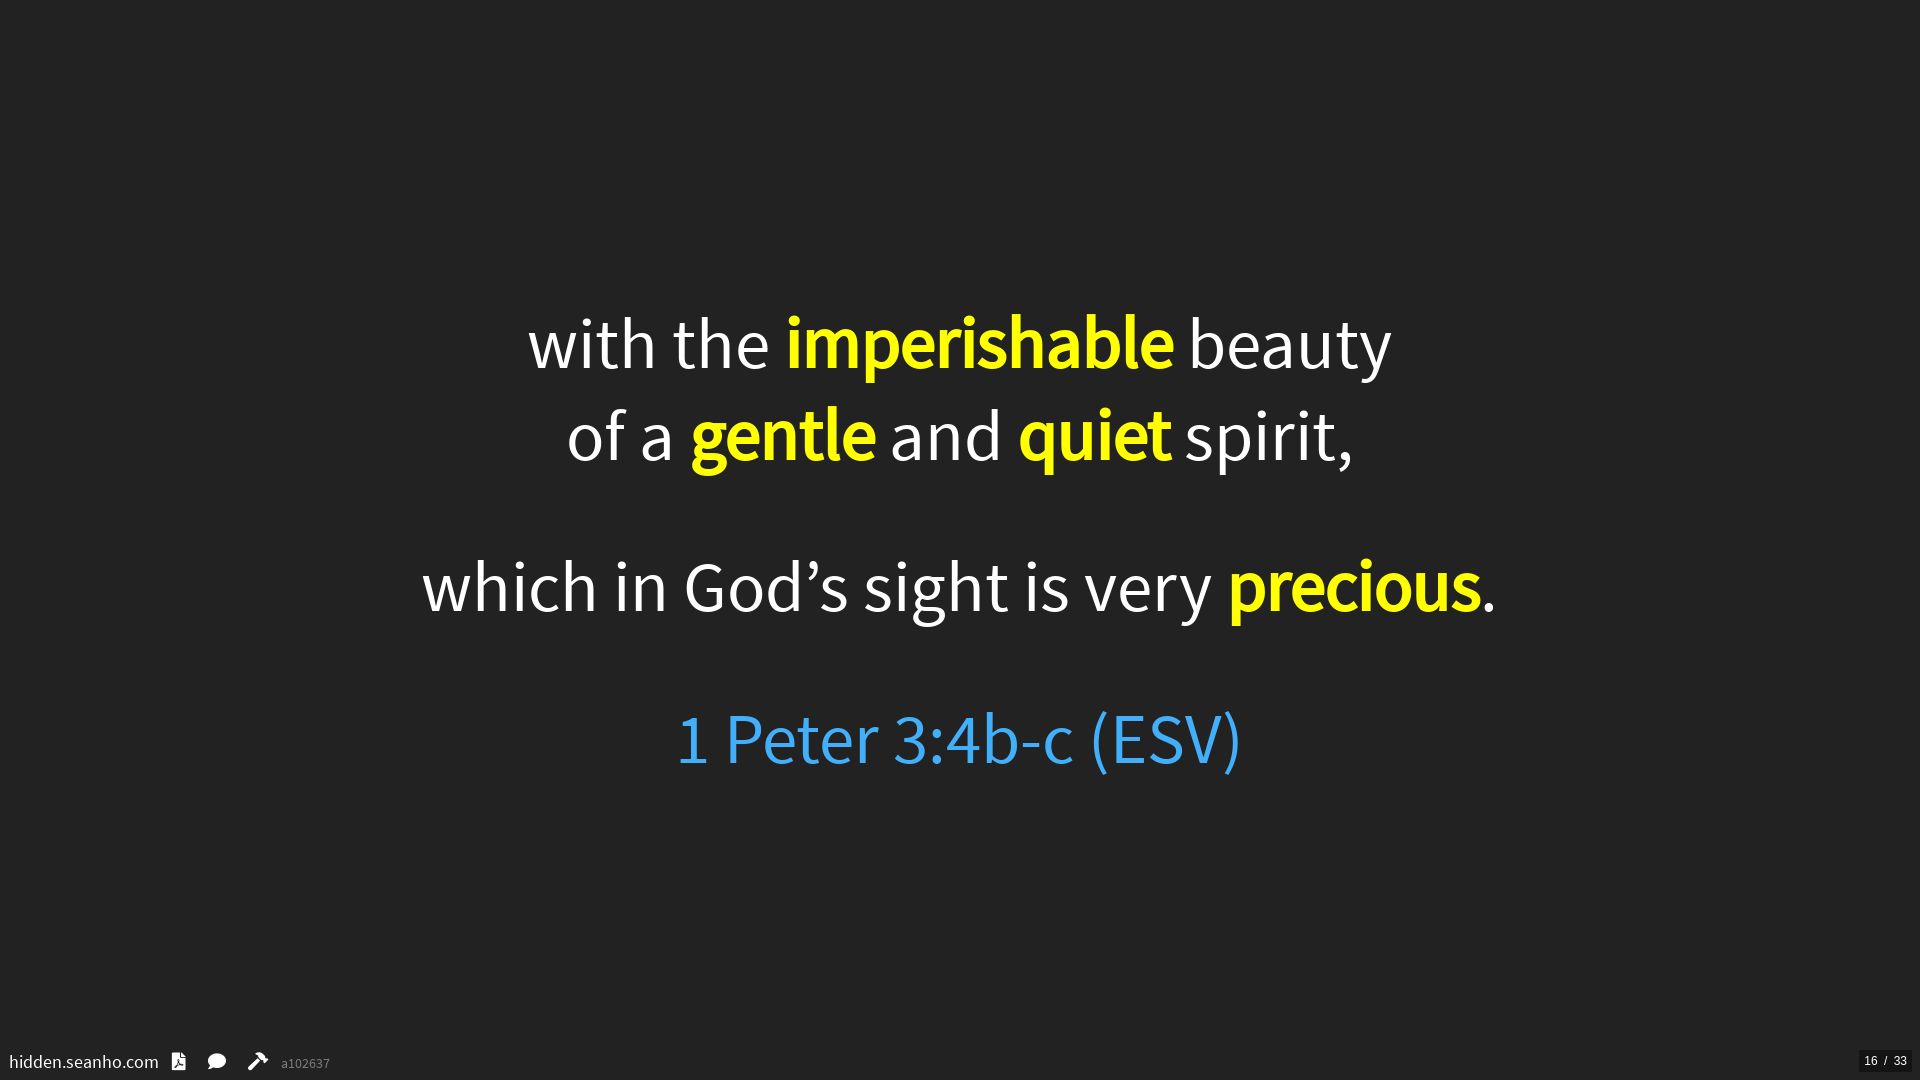 with the imperishable beauty
of a gentle and quiet spirit,
which in God’s sight is very precious.
1 Peter 3:4b-c (ESV)
hidden.seanho.com a102637
16 / 33